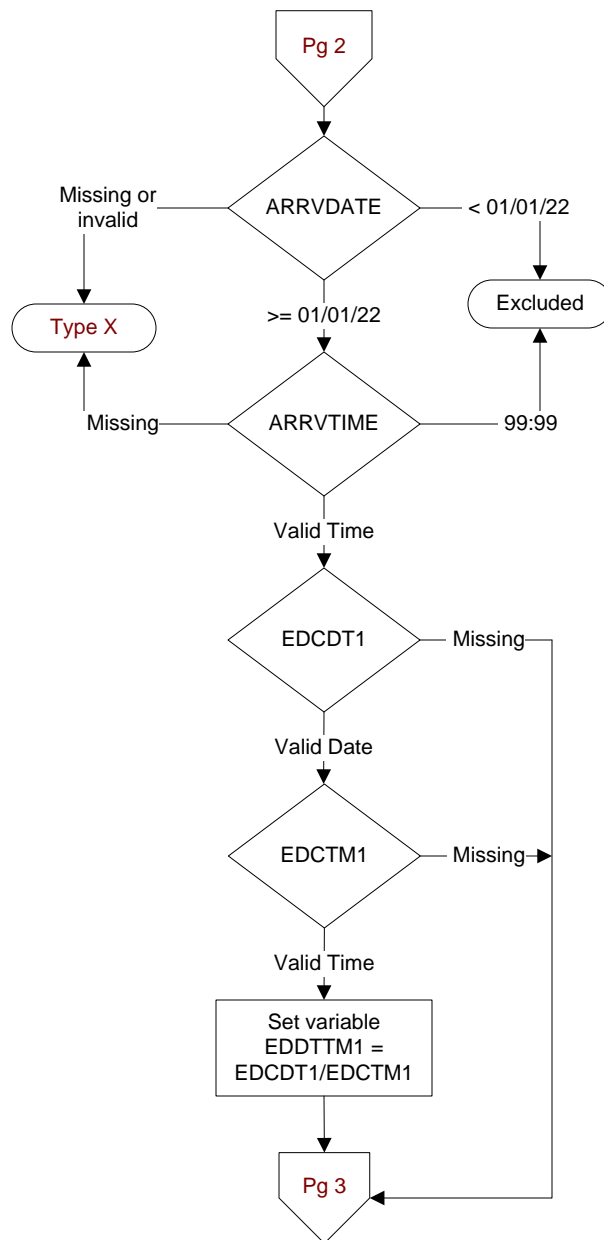 Pg 2
Missing or
invalid
ARRVDATE
< 01/01/22
Type X
>= 01/01/22
Excluded
Missing
ARRVTIME
99:99
Valid Time
EDCDT1
Missing
Valid Date
EDCTM1
Missing
Valid Time
Set variable
EDDTTM1 =
EDCDT1/EDCTM1
Pg 3